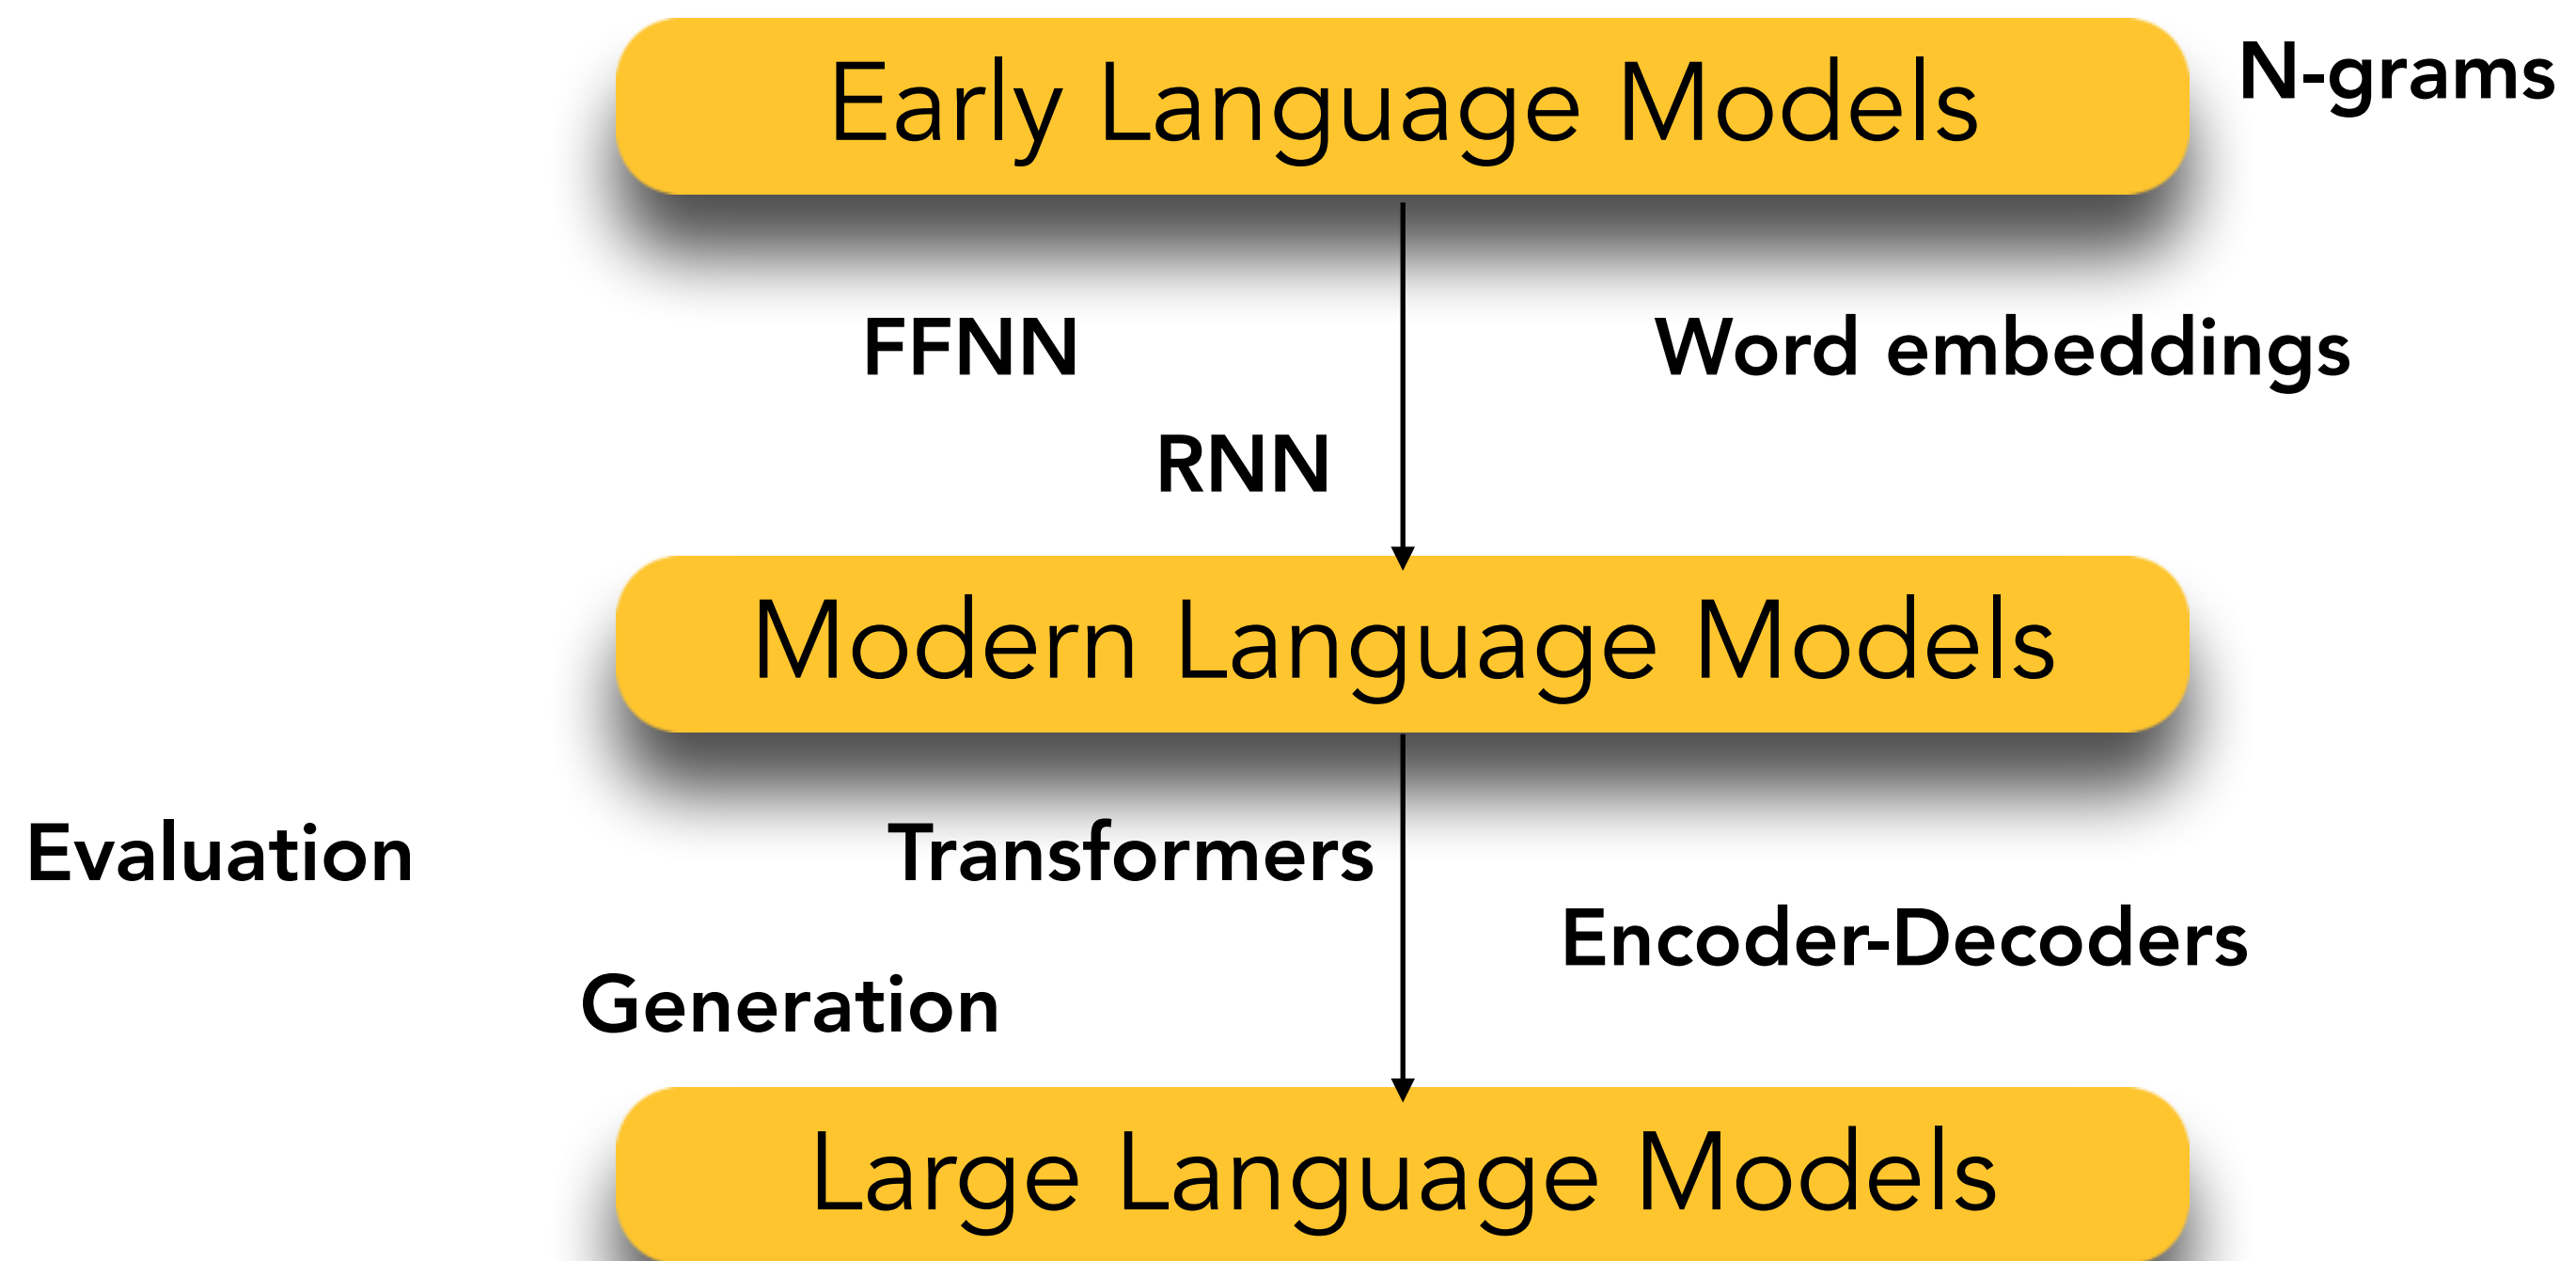 Early Language Models
N-grams
FFNN
Word embeddings
RNN
Modern Language Models
Evaluation
Transformers
Encoder-Decoders
Generation
Large Language Models